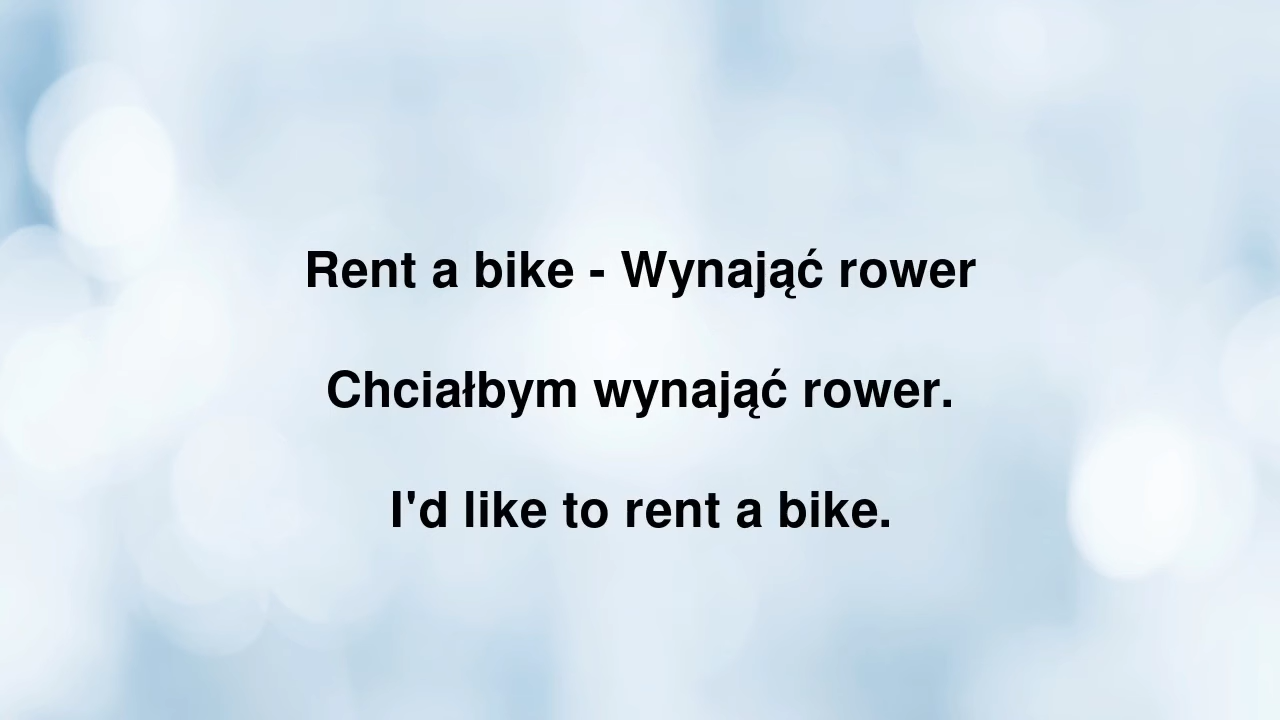 Rent a bike - Wynająć rower
Chciałbym wynająć rower.
I'd like to rent a bike.